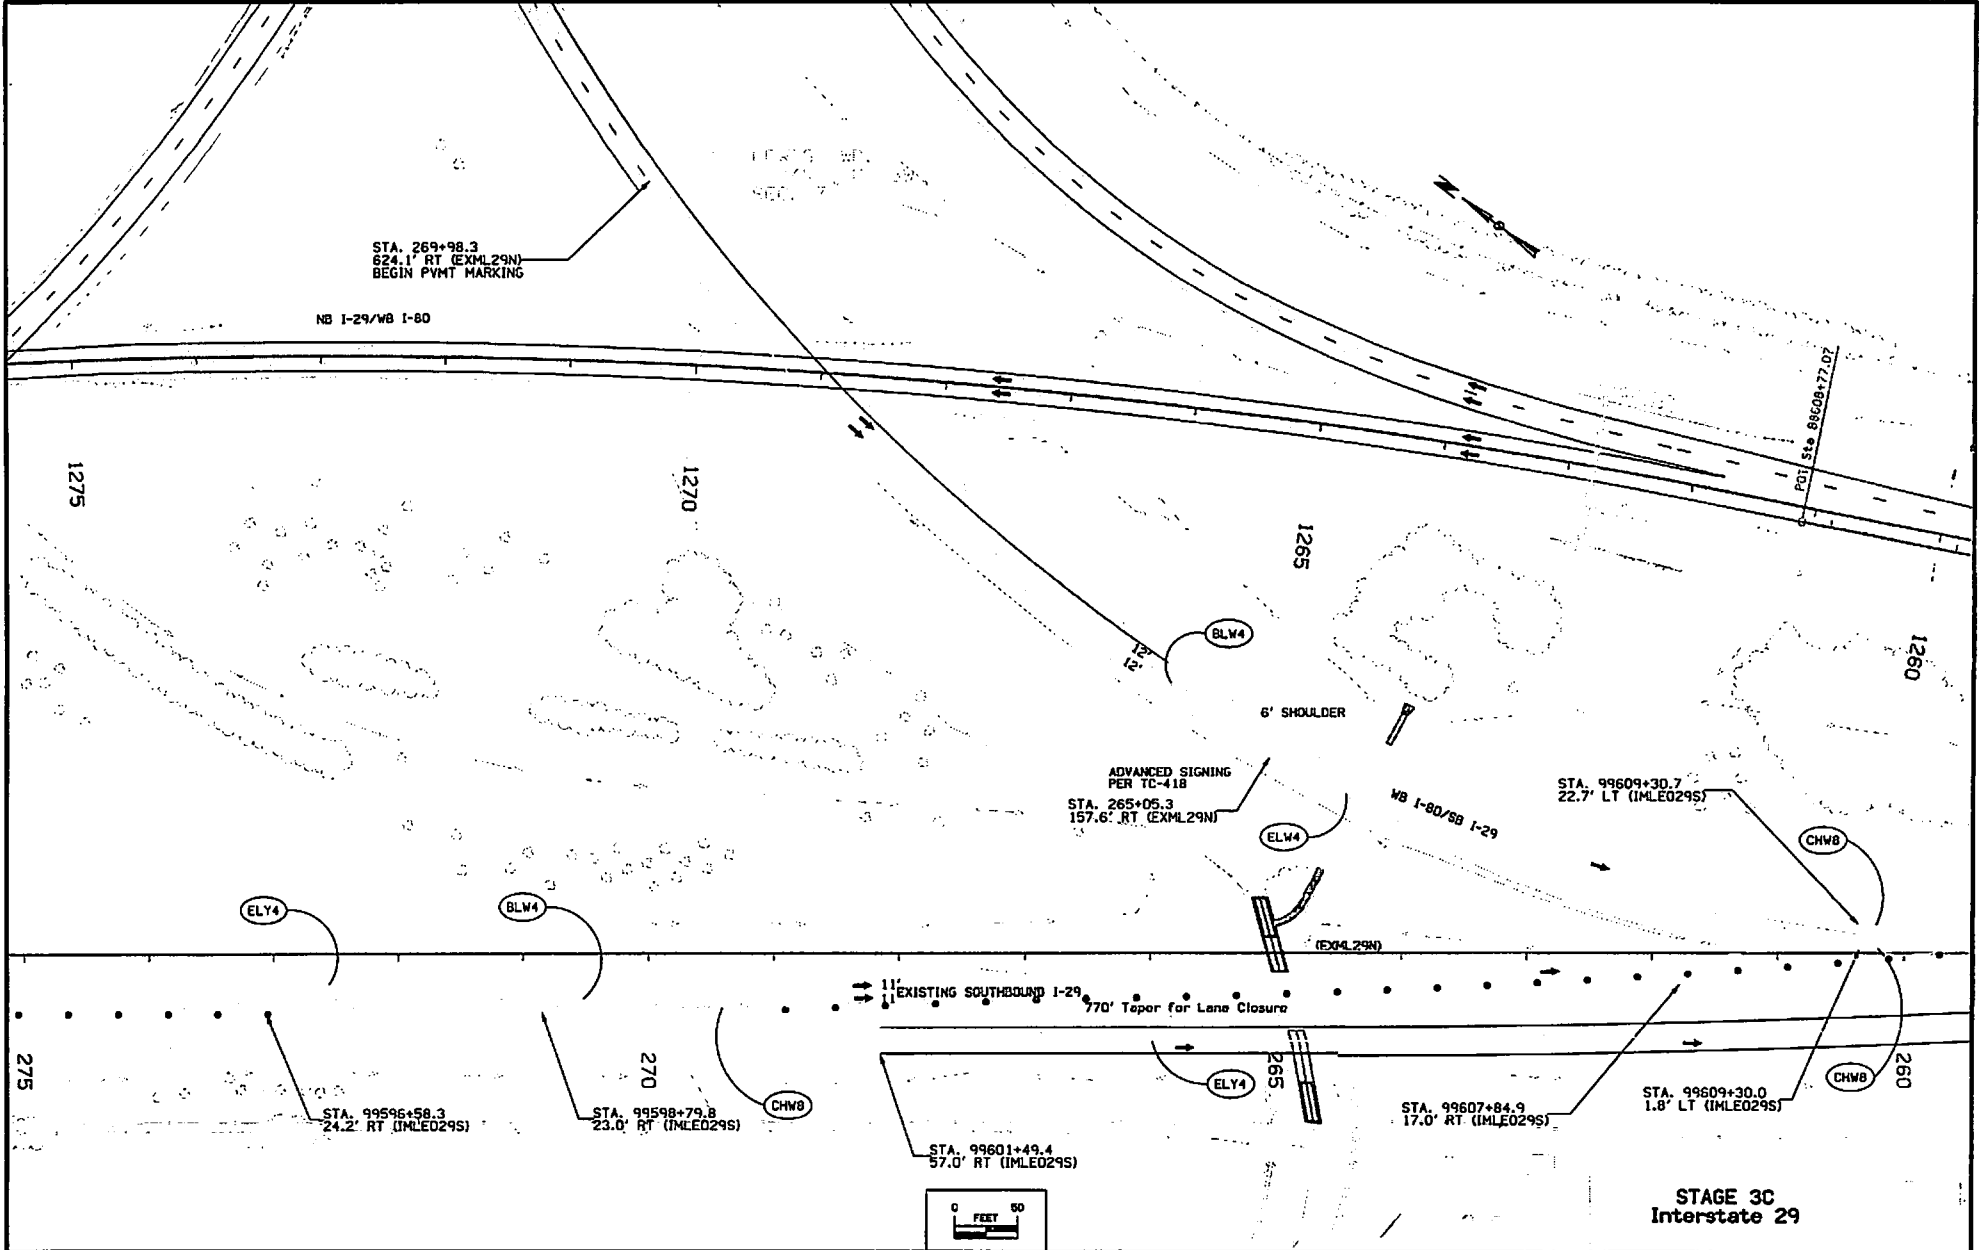 N
STA. 269+98.3
624.1' RT (EXML29N)
BEGIN PVMT MARKING
NB I-29/WB I-80
POT Sta 88608+77.07
1275
1270
1265
1260
BLW4
12'
12'
6' SHOULDER
ADVANCED SIGNING
PER TC-418
STA. 265+05.3
157.6' RT (EXML29N)
STA. 99609+30.7
22.7' LT (IMLE029S)
WB I-80/SB I-29
ELW4
CHW8
ELY4
BLW4
(EXML29N)
11'
11'
EXISTING SOUTHBOUND I-29
770' Taper for Lane Closure
275
270
265
260
CHW8
ELY4
CHW8
STA. 99596+58.3
24.2' RT (IMLE029S)
STA. 99598+79.8
23.0' RT (IMLE029S)
STA. 99601+49.4
57.0' RT (IMLE029S)
STA. 99607+84.9
17.0' RT (IMLE029S)
STA. 99609+30.0
1.8' LT (IMLE029S)
0 50
FEET
STAGE 3C
Interstate 29